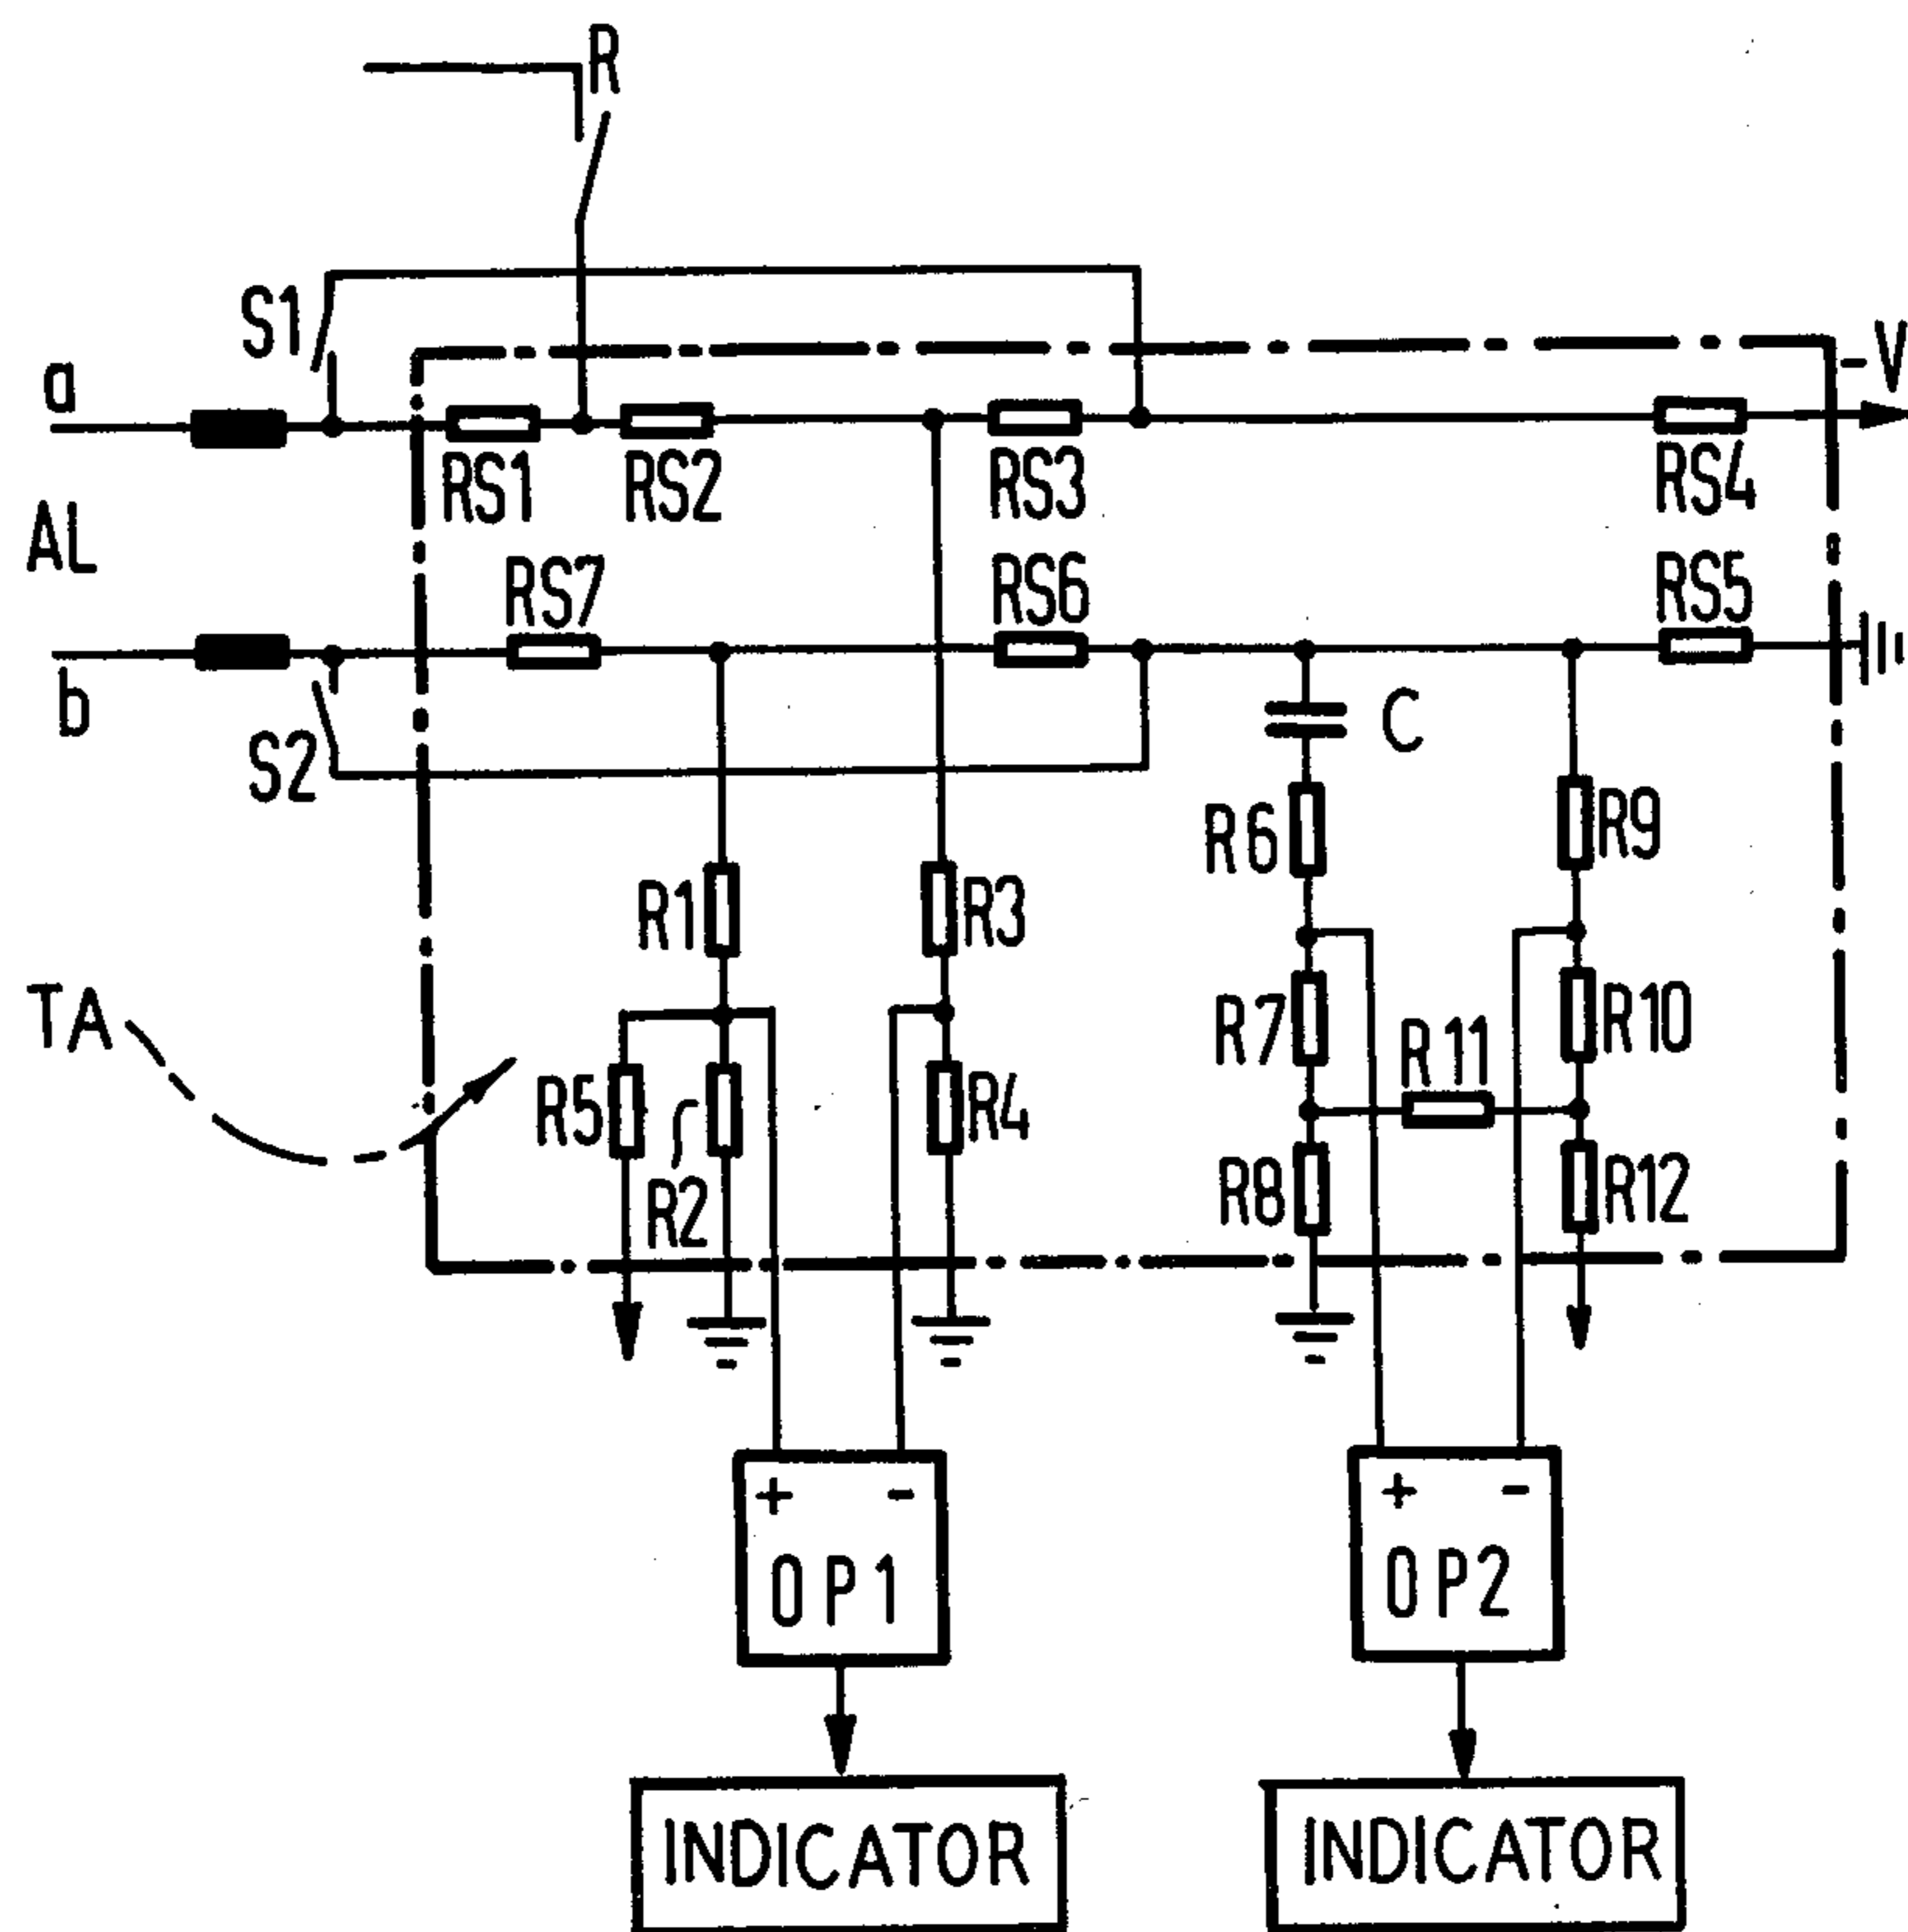 R
S1
-V
a
RS1
RS2
RS3
RS4
AL
RS7
RS6
RS5
b
S2
C
R6
R9
R1
R3
TA
R7
R11
R10
R5
R4
R2
R8
R12
+ -
OP1
+ -
OP2
INDICATOR
INDICATOR